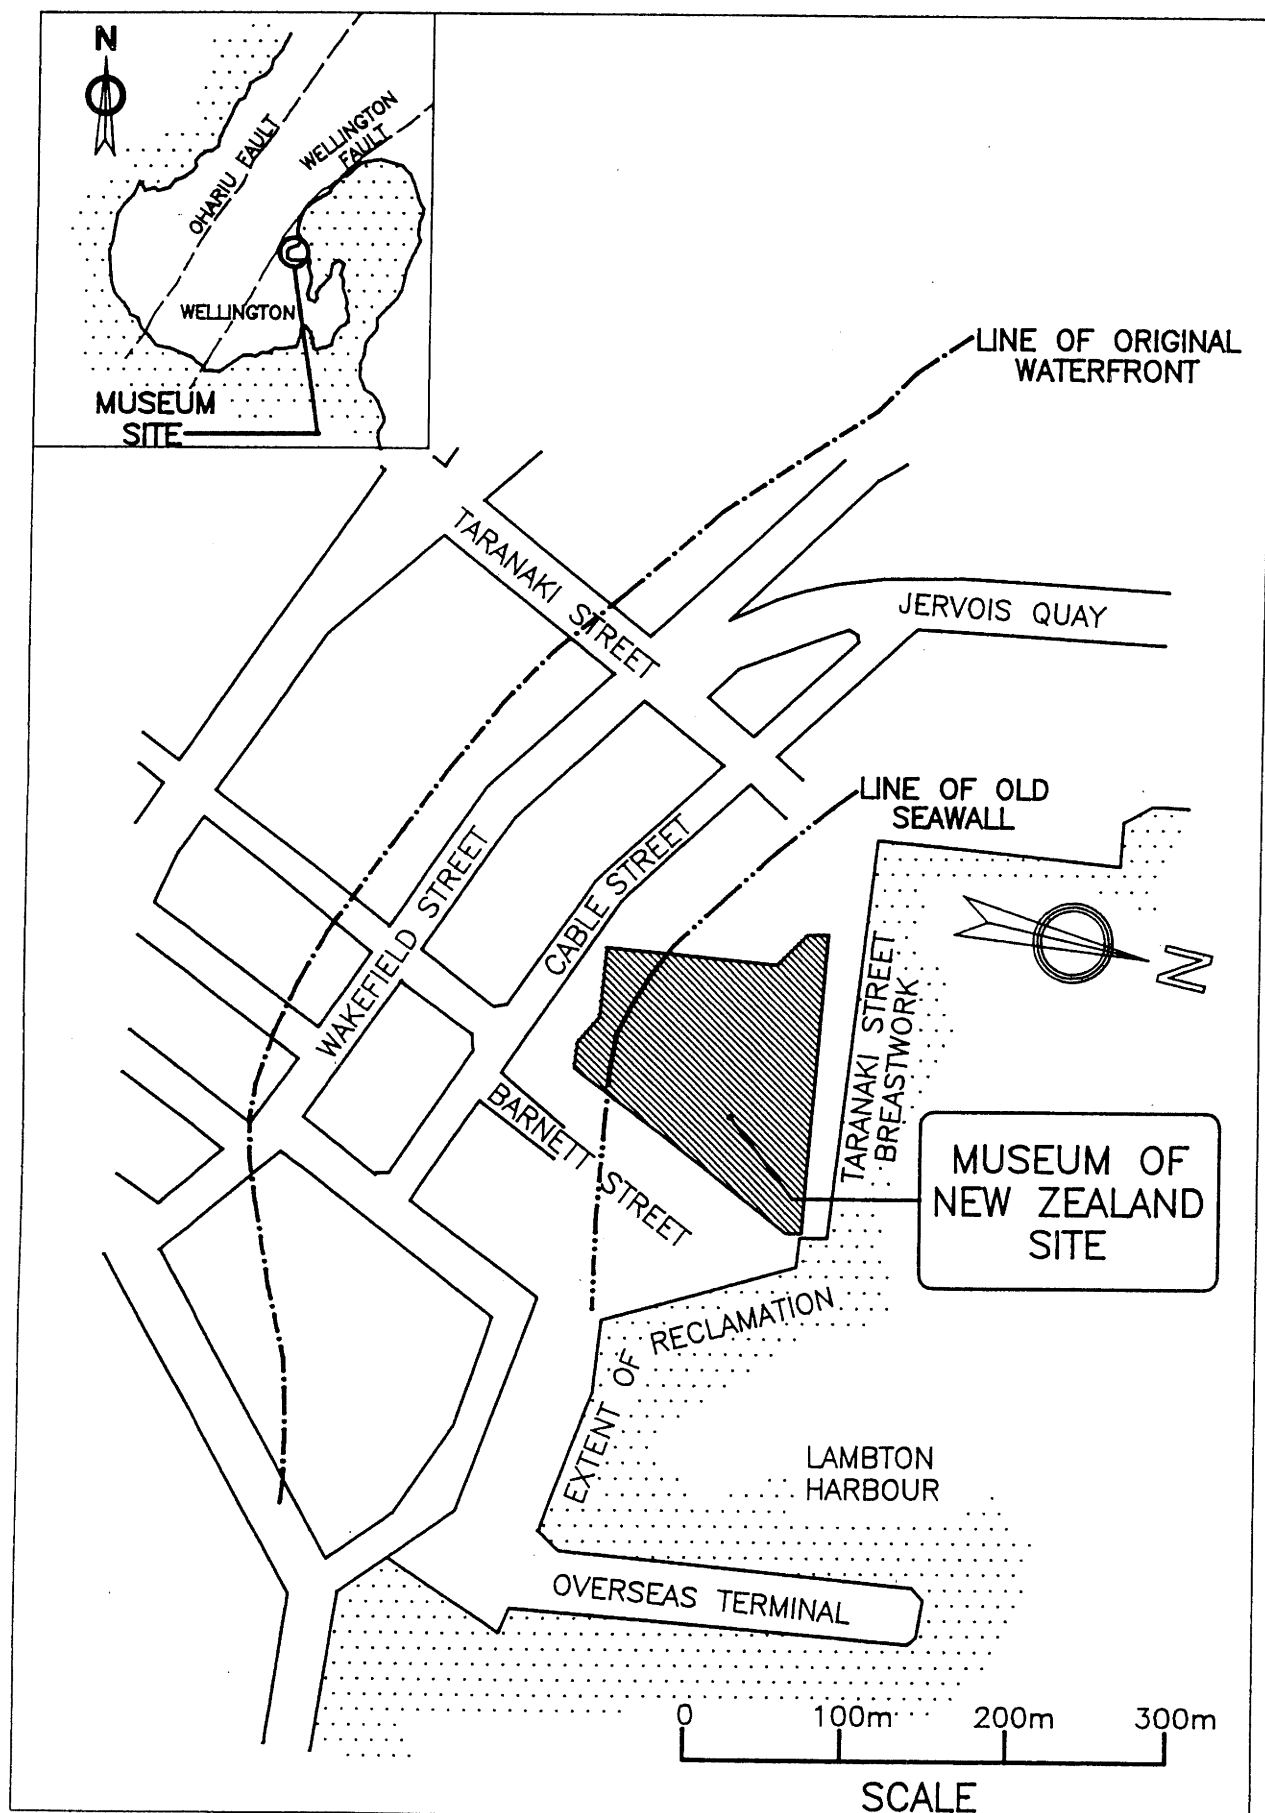 N
OHARIU FAULT
WELLINGTON
FAULT
WELLINGTON
MUSEUM
SITE
LINE OF ORIGINAL
WATERFRONT
TARANAKI STREET
JERVOIS QUAY
LINE OF OLD
SEAWALL
WAKEFIELD STREET
CABLE STREET
N
TARANAKI STREET
BREASTWORK
BARNETT STREET
MUSEUM OF
NEW ZEALAND
SITE
EXTENT OF RECLAMATION
LAMBTON
HARBOUR
OVERSEAS TERMINAL
0 100m 200m 300m
SCALE